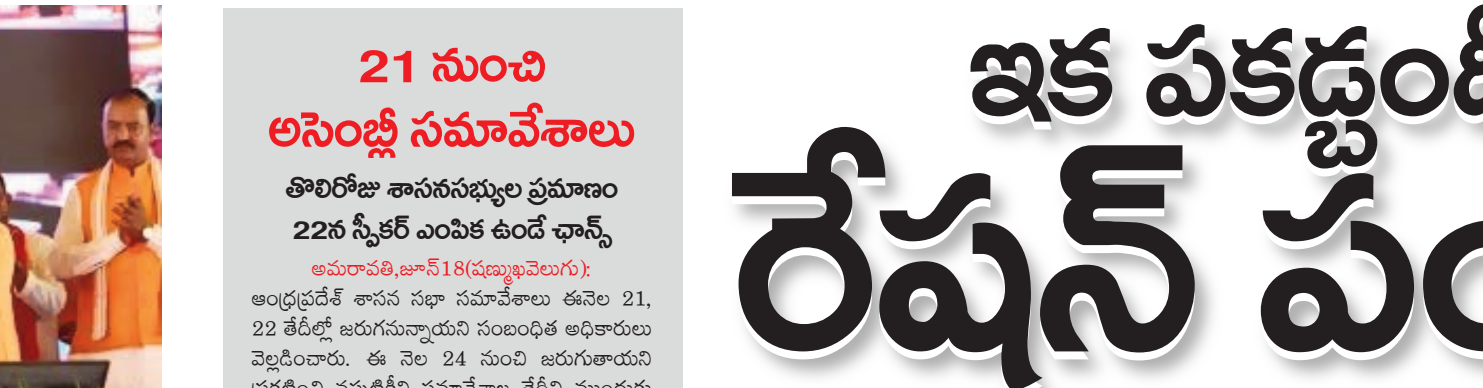 21 నుంచి
అసెంబ్లీ సమావేశాలు
తొలిరోజు శాసనసభ్యుల ప్రమాణం
22న స్పీకర్ ఎంపిక ఉండే ఛాన్స్
అమరావతి,జూన్18(షణ్ముఖవెలుగు):
ఆంధ్రప్రదేశ్ శాసన సభా సమావేశాలు ఈనెల 21,
22 తేదీల్లో జరుగనున్నాయని సంబంధిత అధికారులు
వెల్లడించారు. ఈ నెల 24 నుంచి జరుగుతాయని
ఇక
రేషన్